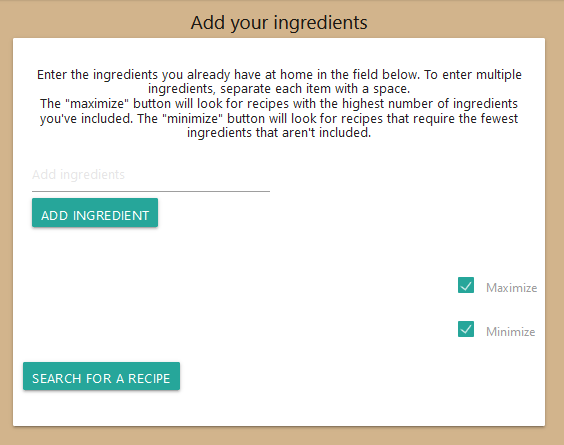 Add your ingredients
Enter the ingredients you already have at home in the field below. To enter multiple
ingredients, separate each item with a space.
The "maximize" button will look for recipes with the highest number of ingredients
you've included. The "minimize" button will look for recipes that require the fewest
ingredients that aren't included.
Add ingredients
ADD INGREDIENT
Maximize
Minimize
SEARCH FOR A RECIPE